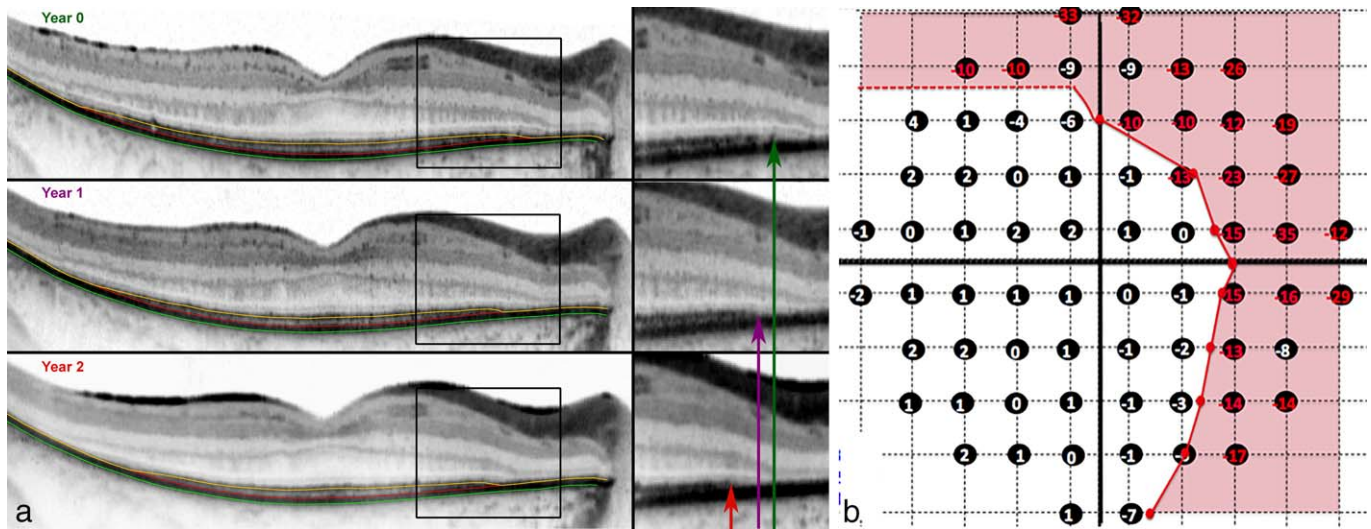 Year 0
Year 1
Year 2
a
-33 -32
-10 -10 -9 -9 -13 -26
4 1 -4 -6 -10 -10 -12 -19
2 2 0 1 -1 -13 -23 -27
-1 0 1 2 2 1 0 -15 -35 -12
-2 1 1 1 1 0 -1 -15 -16 -29
2 2 0 1 -1 -2 -13 -8
1 1 0 1 -1 -3 -14 -14
2 1 0 -1 -17
1 -7
b